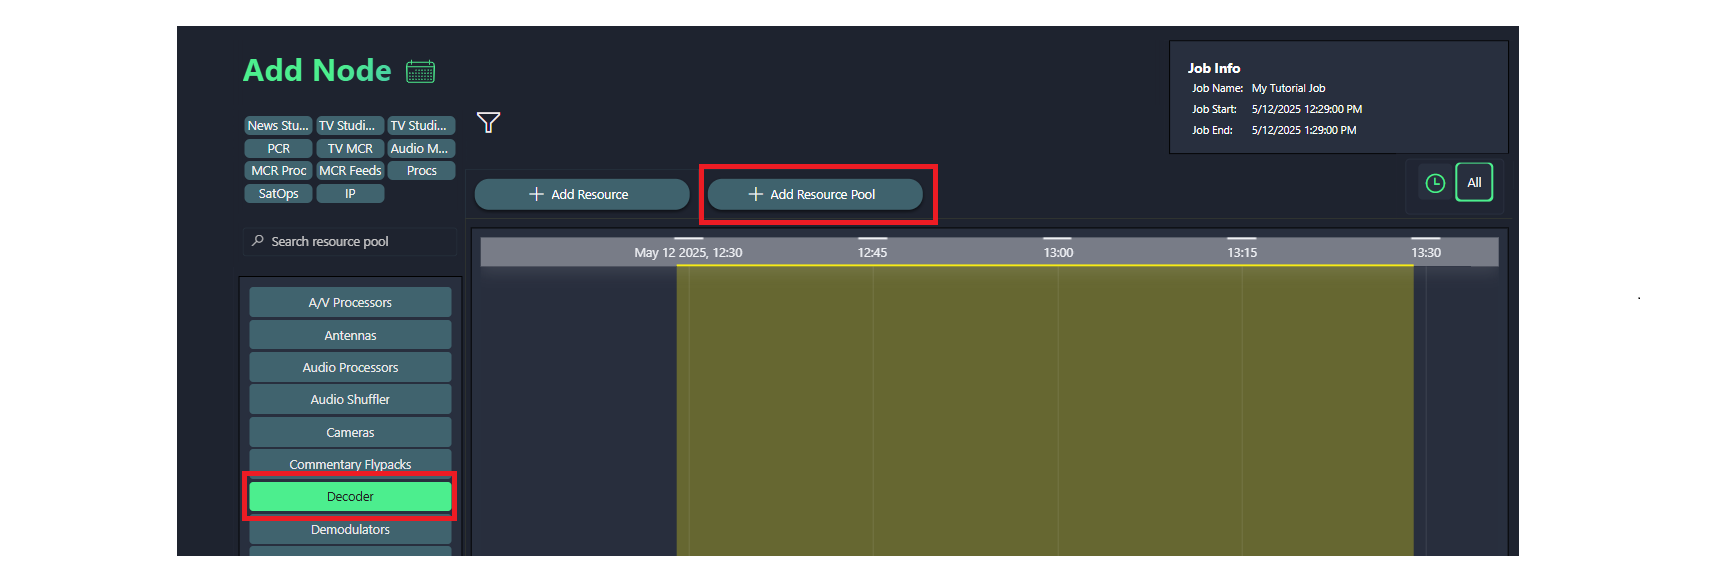 Add Node
Job Info
Job Name: My Tutorial Job
Job Start: 5/12/2025 12:29:00 PM
Job End: 5/12/2025 1:29:00 PM
News Stu... TV Studi... TV Studi...
PCR TV MCR Audio M...
MCR Proc MCR Feeds Procs
SatOps IP
Add Resource Add Resource Pool All
Search resource pool
May 12 2025, 12:30 12:45 13:00 13:15 13:30
A/V Processors
Antennas
Audio Processors
Audio Shuffler
Cameras
Commentary Flypacks
Decoder
Demodulators